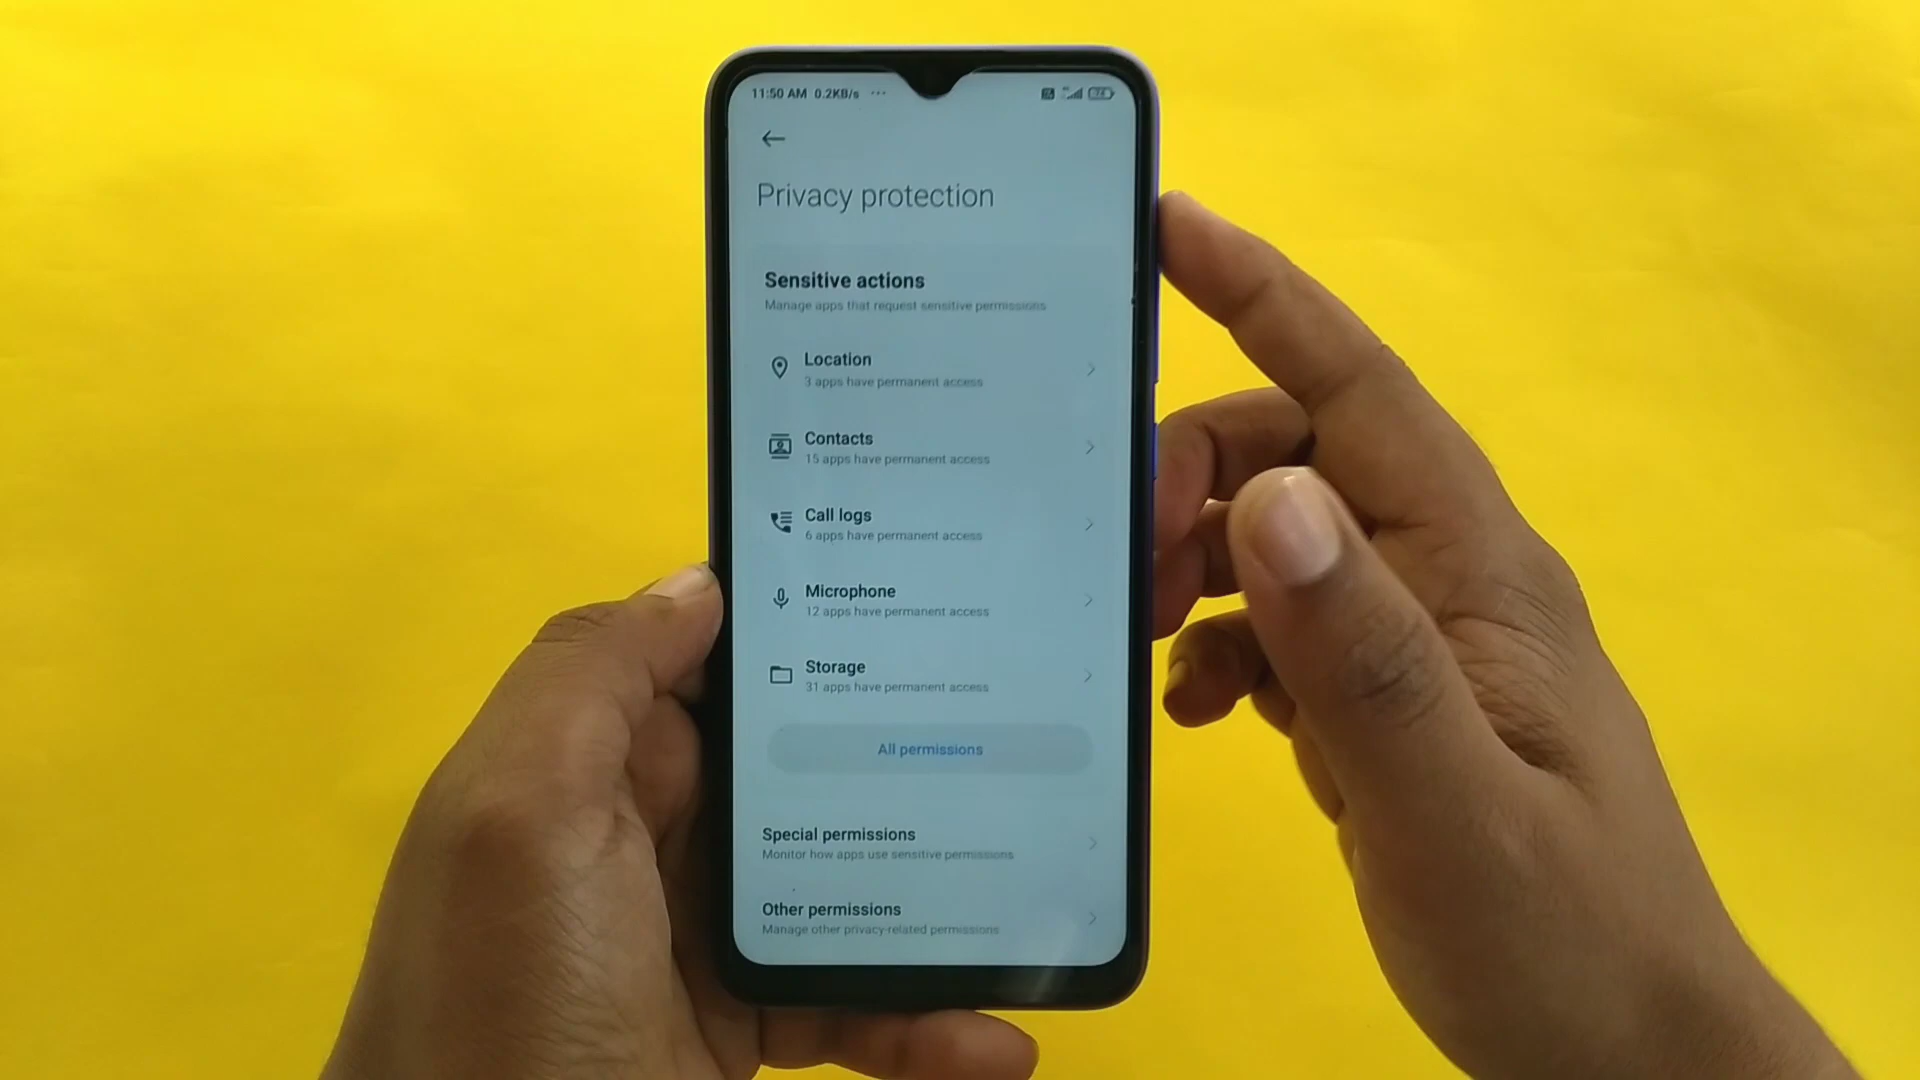 11:50 AM 0.2KB/s ···
Privacy protection
Sensitive actions
Manage apps that request sensitive permissions
Location
3 apps have permanent access
Contacts
15 apps have permanent access
Call logs
6 apps have permanent access
Microphone
12 apps have permanent access
Storage
31 apps have permanent access
All permissions
Special permissions
Monitor how apps use sensitive permissions
Other permissions
Manage other privacy-related permissions